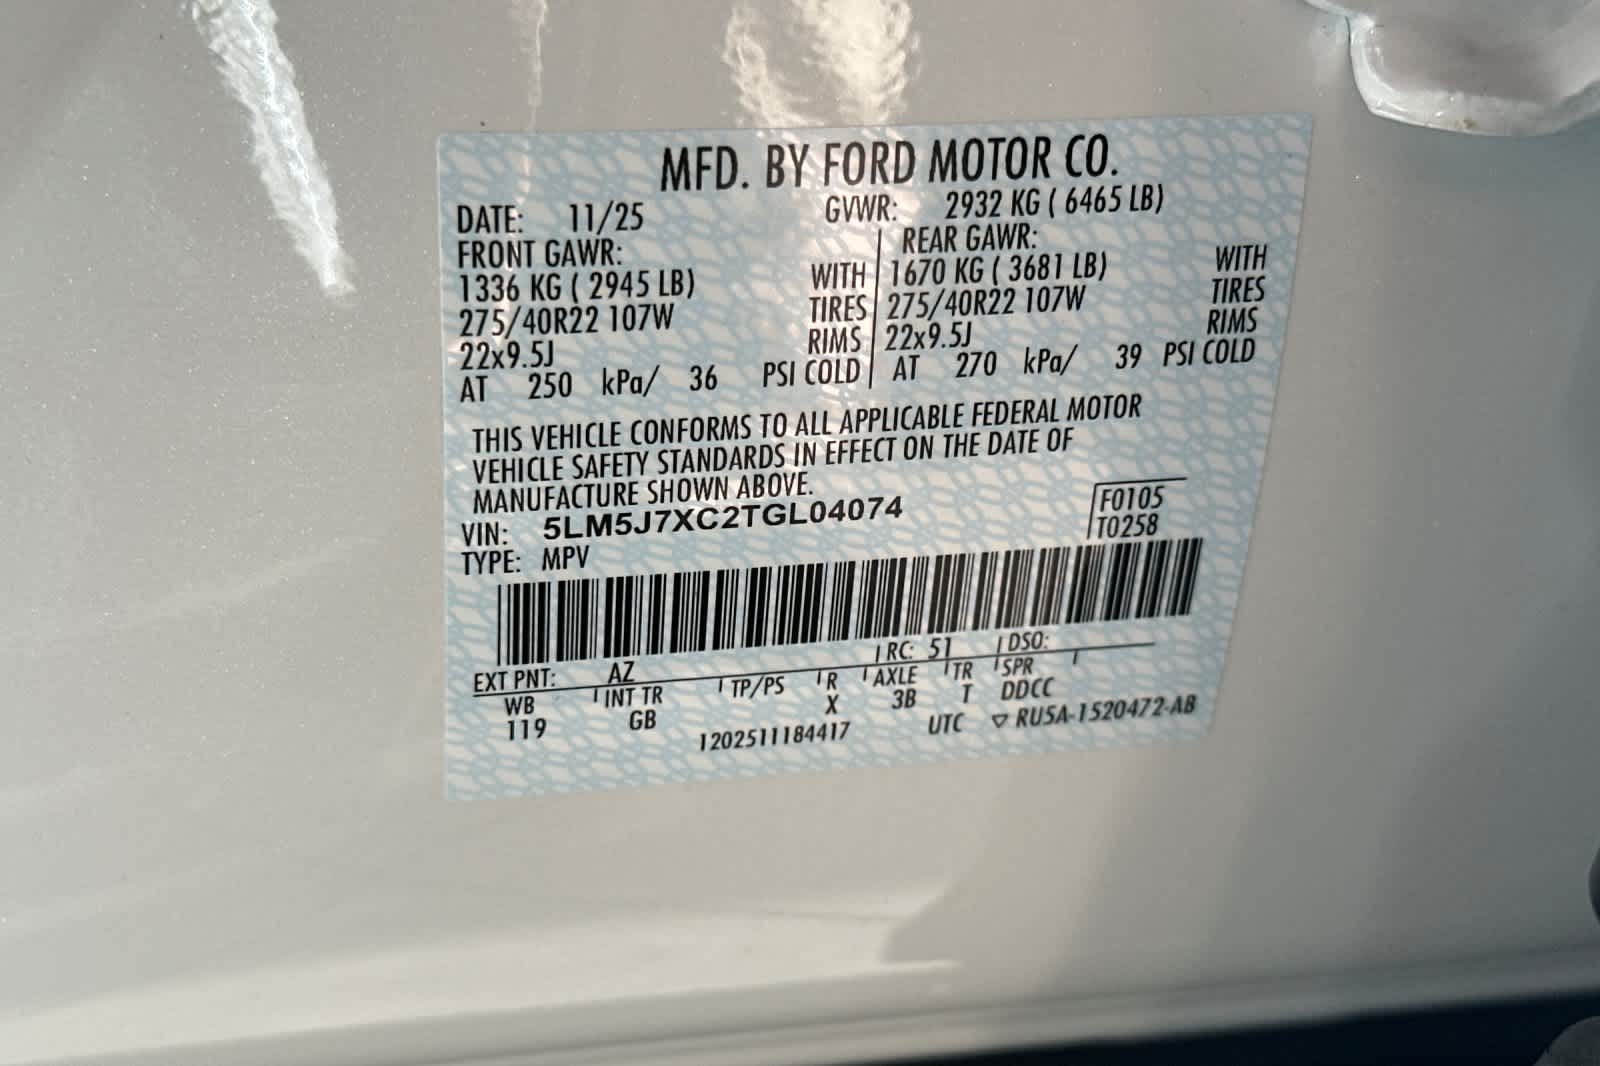 MFD. BY FORD MOTOR CO.
DATE: 11/25 GVWR: 2932 KG ( 6465 LB)
FRONT GAWR: REAR GAWR:
1336 KG ( 2945 LB) WITH 1670 KG ( 3681 LB) WITH
275/40R22 107W TIRES 275/40R22 107W TIRES
22x9.5J RIMS 22x9.5J RIMS
AT 250 kPa/ 36 PSI COLD AT 270 kPa/ 39 PSI COLD
THIS VEHICLE CONFORMS TO ALL APPLICABLE FEDERAL MOTOR
VEHICLE SAFETY STANDARDS IN EFFECT ON THE DATE OF
MANUFACTURE SHOWN ABOVE.
VIN: 5LM5J7XC2TGL04074 F0105
TYPE: MPV T0258
EXT PNT: AZ RC: 51 DSO:
WB INT TR TP/PS R AXLE TR SPR
119 GB X 3B T DDCC
1202511184417 UTC ▽ RU5A-1520472-AB